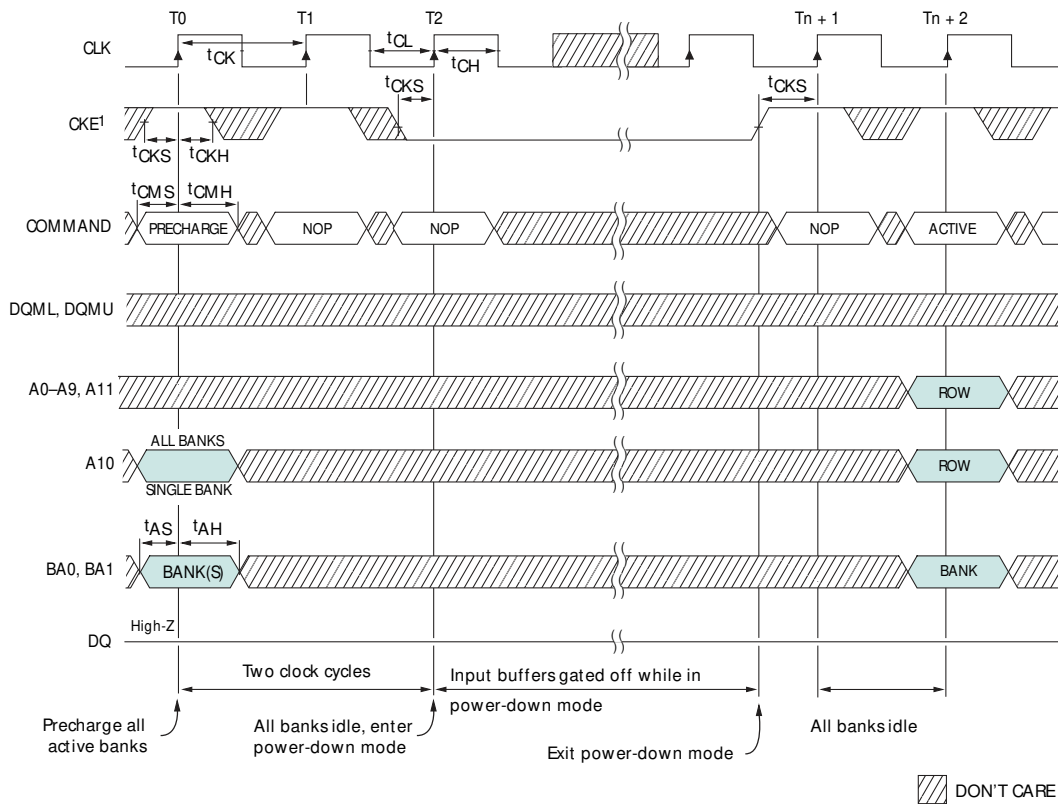 T0 T1 T2 Tn + 1 Tn + 2
CLK
tCK
tCL
tCH
tCKS
tCKS
CKE1
tCKS tCKH
tCMS tCMH
COMMAND
PRECHARGE NOP NOP NOP ACTIVE
DQML, DQMU
A0–A9, A11
ROW
ALL BANKS
A10
ROW
SINGLE BANK
tAS tAH
BA0, BA1
BANK(S) BANK
High-Z
DQ
Two clock cycles
Input buffers gated off while in
power-down mode
Precharge all
active banks
All banks idle, enter
power-down mode
Exit power-down mode
All banks idle
DON'T CARE